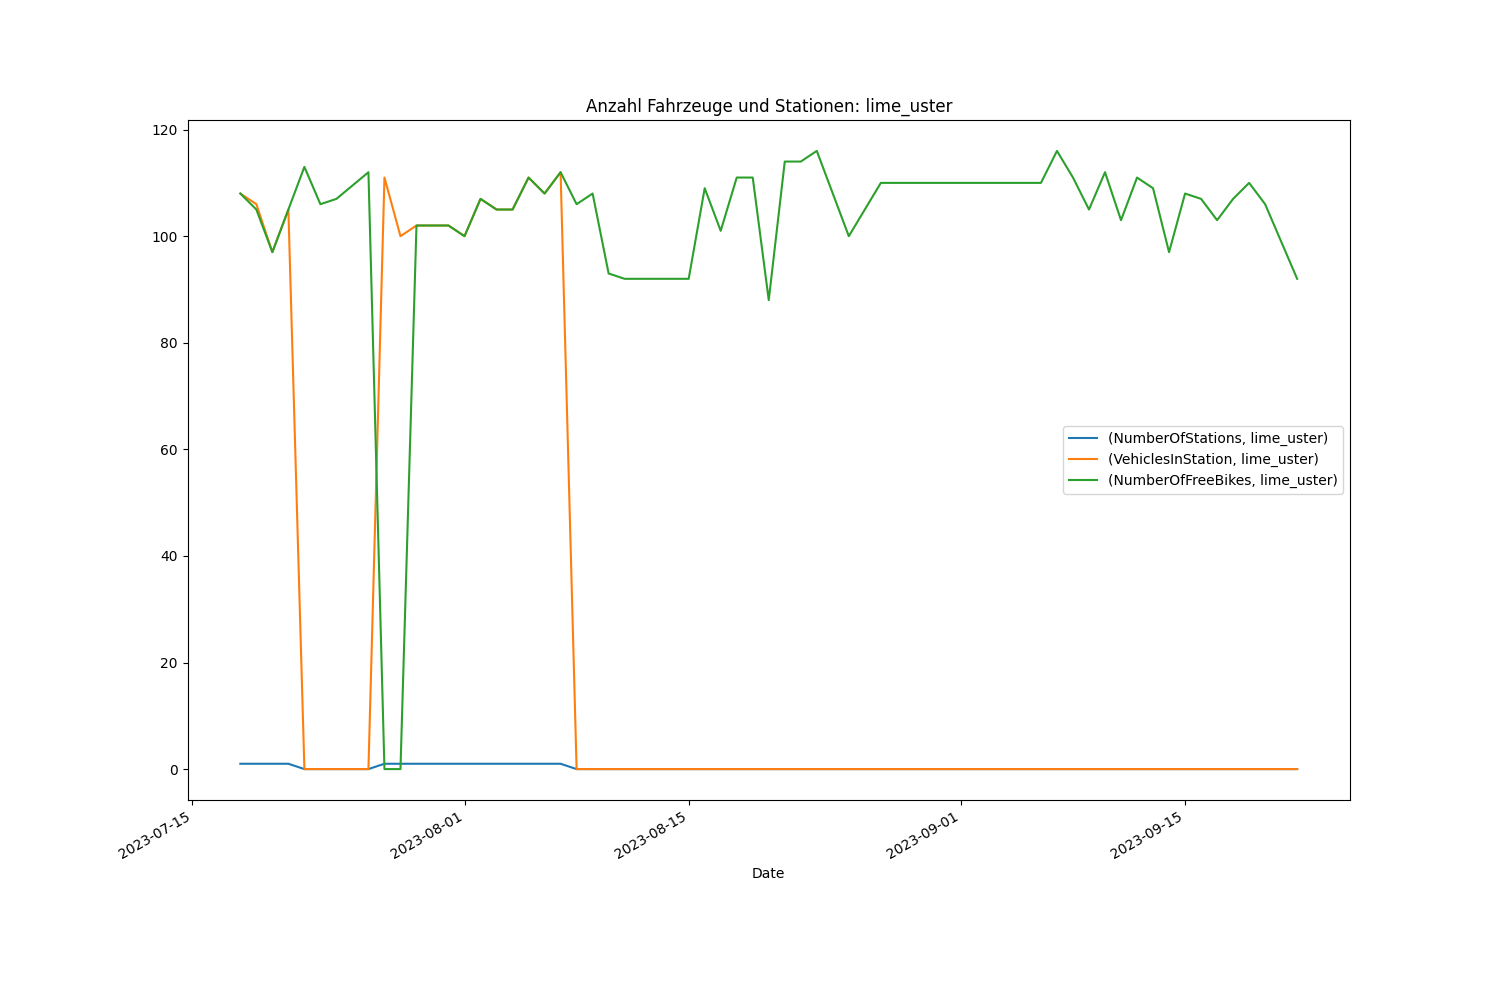 Anzahl Fahrzeuge und Stationen: lime_uster
120
100
80
60
40
20
0
(NumberOfStations, lime_uster)
(VehiclesInStation, lime_uster)
(NumberOfFreeBikes, lime_uster)
2023-07-15
2023-08-01
2023-08-15
2023-09-01
2023-09-15
Date